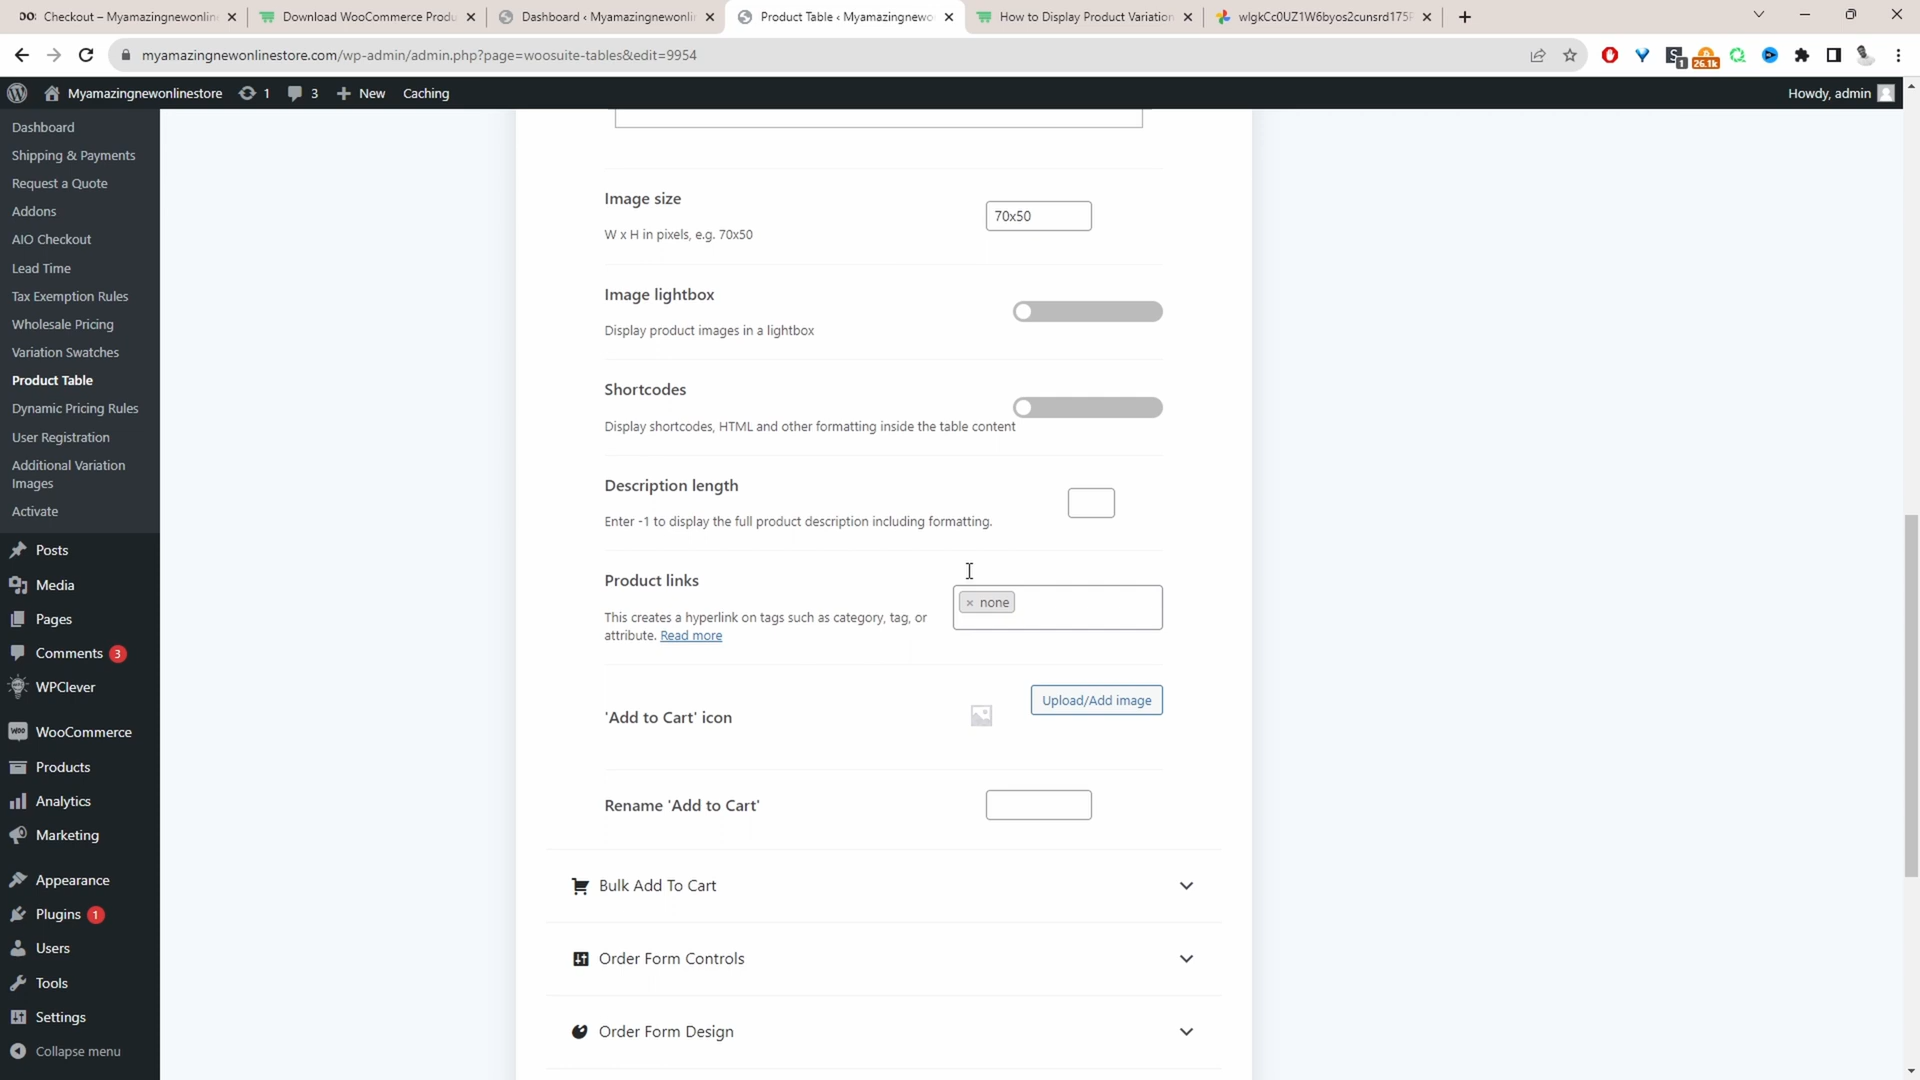 Checkout – Myamazingnewonlin
Download WooCommerce Produ
Dashboard ‹ Myamazingnewonli
Product Table ‹ Myamazingnewo
How to Display Product Variation
wlgkCc0UZ1W6byos2cunsrd175F
myamazingnewonlinestore.com/wp-admin/admin.php?page=woosuite-tables&edit=9954
1
26.1k
Myamazingnewonlinestore
1
3
New
Caching
Howdy, admin
Dashboard
Shipping & Payments
Request a Quote
Addons
AIO Checkout
Lead Time
Tax Exemption Rules
Wholesale Pricing
Variation Swatches
Product Table
Dynamic Pricing Rules
User Registration
Additional Variation
Images
Activate
Posts
Media
Pages
Comments 3
WPClever
WooCommerce
Products
Analytics
Marketing
Appearance
Plugins 1
Users
Tools
Settings
Collapse menu
Image size
70x50
W x H in pixels, e.g. 70x50
Image lightbox
Display product images in a lightbox
Shortcodes
Display shortcodes, HTML and other formatting inside the table content
Description length
Enter -1 to display the full product description including formatting.
Product links
× none
This creates a hyperlink on tags such as category, tag, or
attribute. Read more
'Add to Cart' icon
Upload/Add image
Rename 'Add to Cart'
Bulk Add To Cart
Order Form Controls
Order Form Design